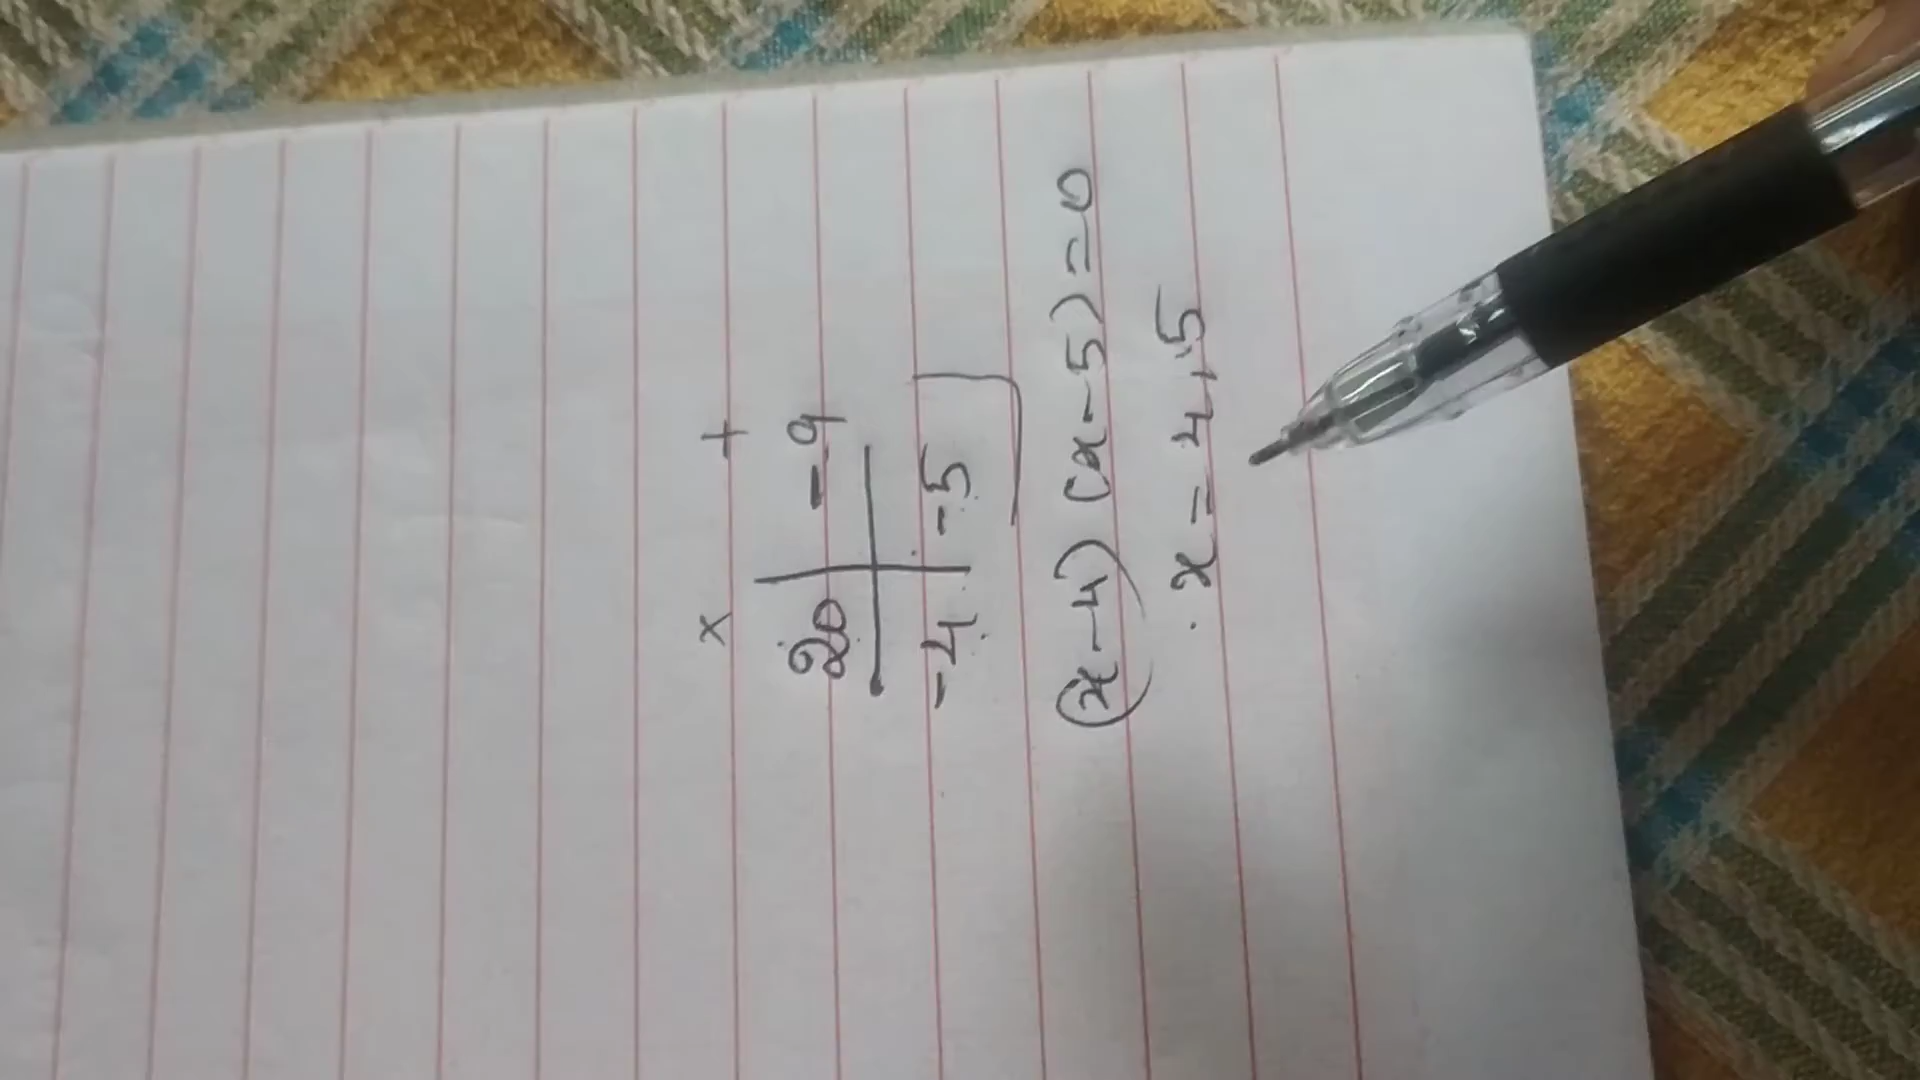 × +
20 -9
-4 -5
(x-4) (x-5)=0
x = 4,5